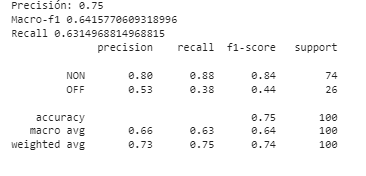 Precisión: 0.75
Macro-f1 0.6415770609318996
Recall 0.6314968814968815
precision recall f1-score support
NON 0.80 0.88 0.84 74
OFF 0.53 0.38 0.44 26
accuracy 0.75 100
macro avg 0.66 0.63 0.64 100
weighted avg 0.73 0.75 0.74 100